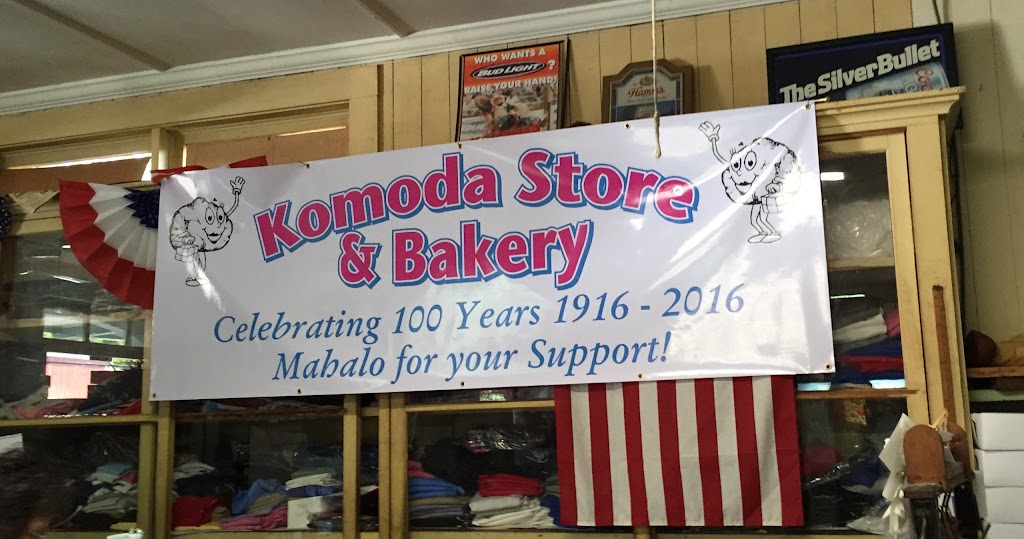 WHO WANTS A
BUD LIGHT ?
RAISE YOUR HAND!
Hamm's
The Silver Bullet
Komoda Store
& Bakery
Celebrating 100 Years 1916 - 2016
Mahalo for your Support!